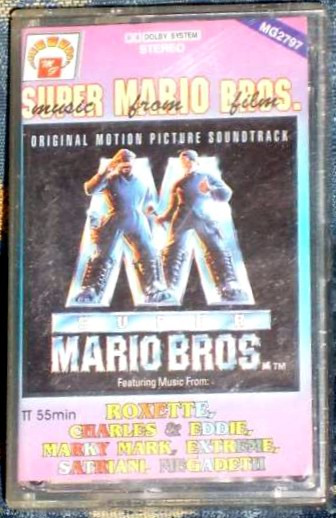 DOLBY SYSTEM
STEREO
MG2797
SUPER MARIO BROS.
music from film
ORIGINAL MOTION PICTURE SOUNDTRACK
M
SUPER
MARIO BROS.™
Featuring Music From:
TT 55min
ROXETTE,
CHARLES & EDDIE,
MARKY MARK, EXTREME,
SATRIANI, MEGADETH